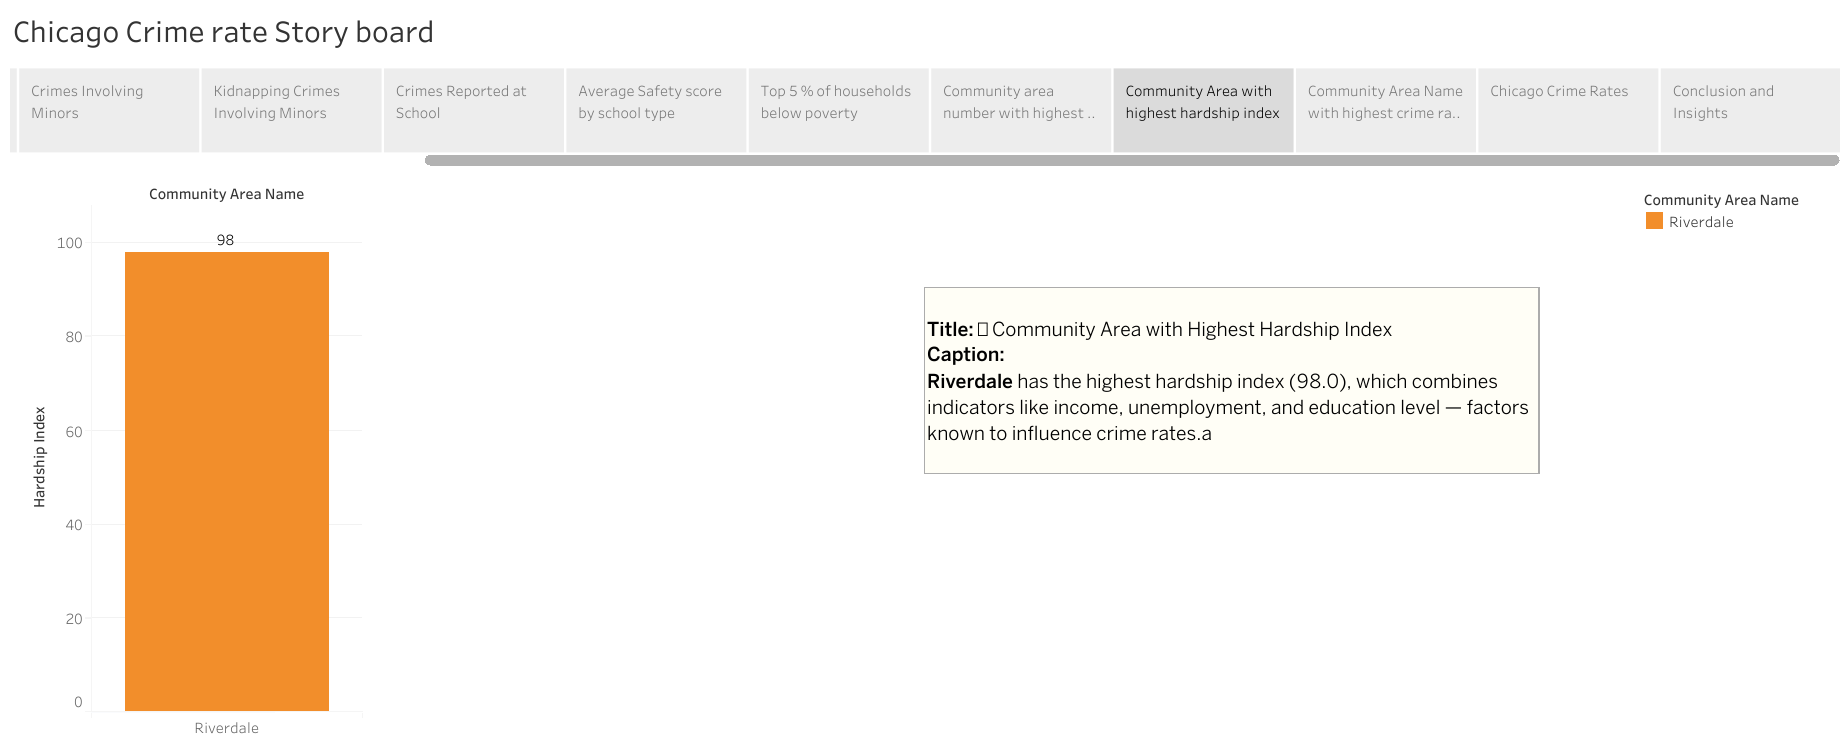 Chicago Crime rate Story board
Crimes Involving
Minors
Kidnapping Crimes
Involving Minors
Crimes Reported at
School
Average Safety score
by school type
Top 5 % of households
below poverty
Community area
number with highest ..
Community Area with
highest hardship index
Community Area Name
with highest crime ra..
Chicago Crime Rates
Conclusion and
Insights
Community Area Name
98
100
80
60
40
20
0
Hardship Index
Riverdale
Community Area Name
Riverdale
Title: Community Area with Highest Hardship Index
Caption:
Riverdale has the highest hardship index (98.0), which combines
indicators like income, unemployment, and education level — factors
known to influence crime rates.a